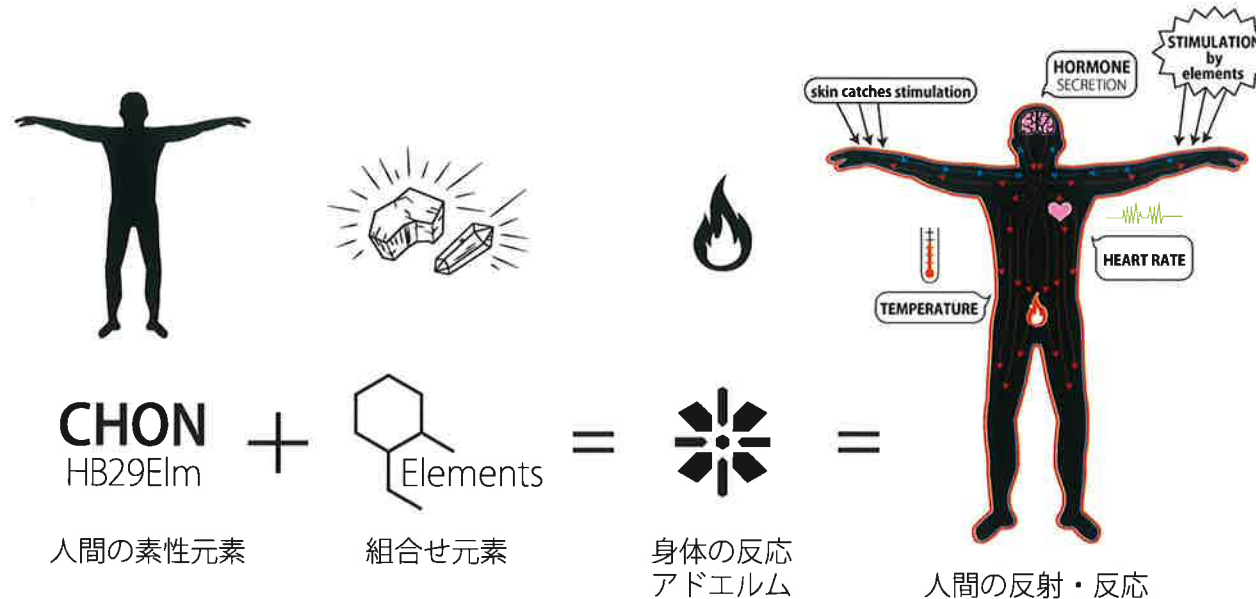 skin catches stimulation
HORMONE
SECRETION
STIMULATION
by
elements
HEART RATE
TEMPERATURE
CHON
HB29Elm
+
Elements
=
=
人間の素性元素
組合せ元素
身体の反応
アドエルム
人間の反射・反応